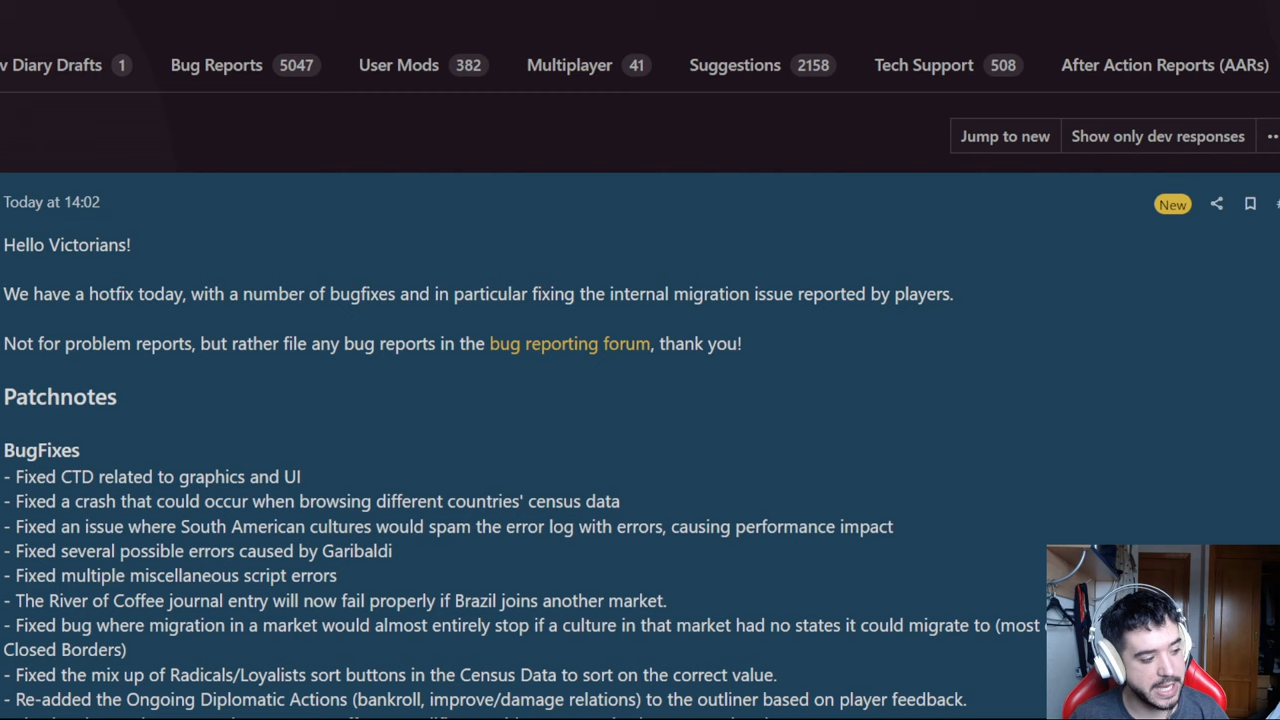 v Diary Drafts 1 Bug Reports 5047 User Mods 382 Multiplayer 41 Suggestions 2158 Tech Support 508 After Action Reports (AARs)
Jump to new Show only dev responses
Today at 14:02 New
Hello Victorians!
We have a hotfix today, with a number of bugfixes and in particular fixing the internal migration issue reported by players.
Not for problem reports, but rather file any bug reports in the bug reporting forum, thank you!
Patchnotes
BugFixes
- Fixed CTD related to graphics and UI
- Fixed a crash that could occur when browsing different countries' census data
- Fixed an issue where South American cultures would spam the error log with errors, causing performance impact
- Fixed several possible errors caused by Garibaldi
- Fixed multiple miscellaneous script errors
- The River of Coffee journal entry will now fail properly if Brazil joins another market.
- Fixed bug where migration in a market would almost entirely stop if a culture in that market had no states it could migrate to (most
Closed Borders)
- Fixed the mix up of Radicals/Loyalists sort buttons in the Census Data to sort on the correct value.
- Re-added the Ongoing Diplomatic Actions (bankroll, improve/damage relations) to the outliner based on player feedback.